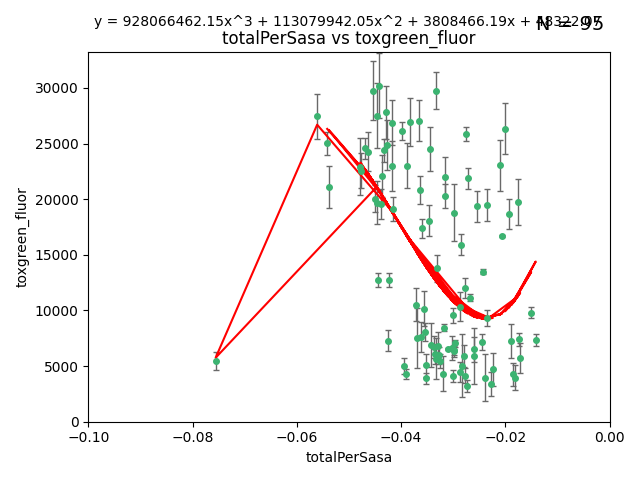 y = 928066462.15x^3 + 113079942.05x^2 + 3808466.19x +
N = 95
totalPerSasa vs toxgreen_fluor
30000
25000
20000
15000
10000
5000
0
toxgreen_fluor
−0.10 −0.08 −0.06 −0.04 −0.02 0.00
totalPerSasa